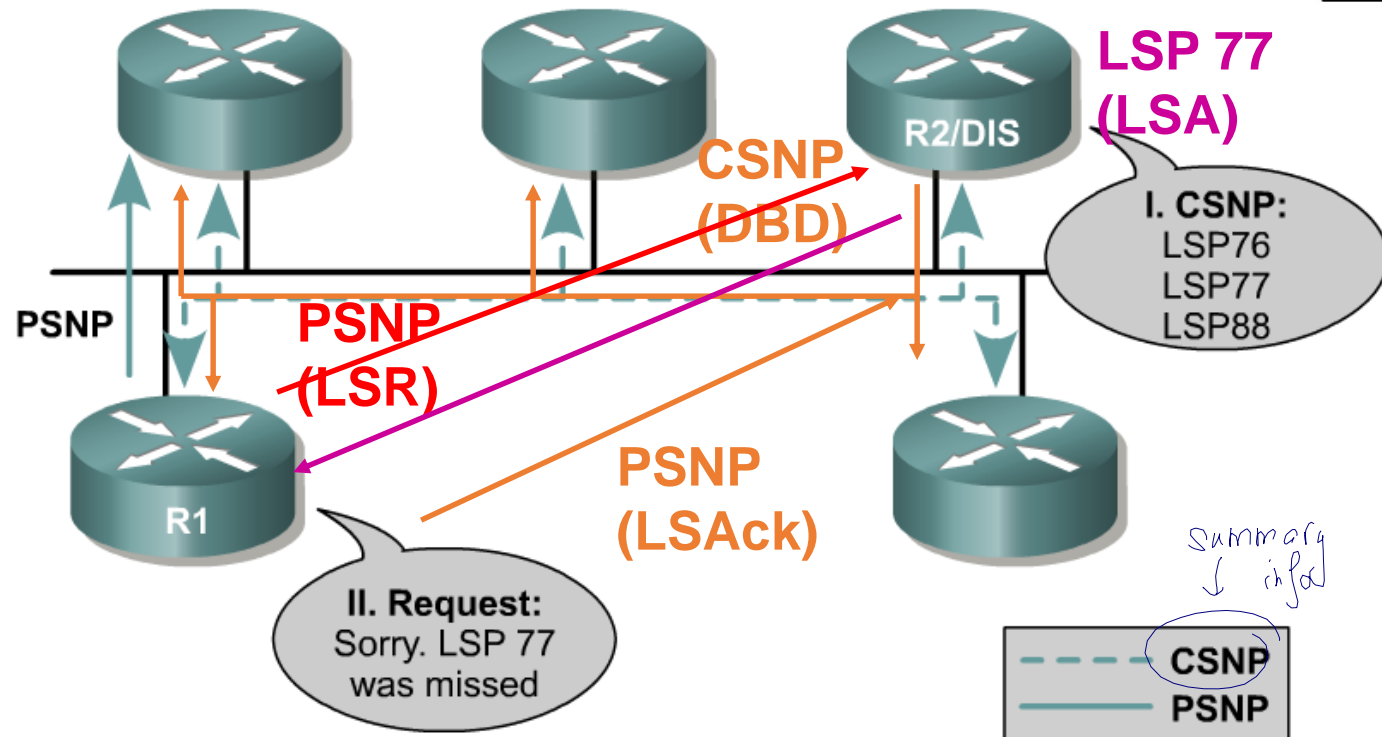 LSP 77
(LSA)
R2/DIS
CSNP
(DBD)
I. CSNP:
LSP76
LSP77
LSP88
PSNP
PSNP
(LSR)
R1
PSNP
(LSAck)
II. Request:
Sorry. LSP 77
was missed
summary
info
CSNP
PSNP